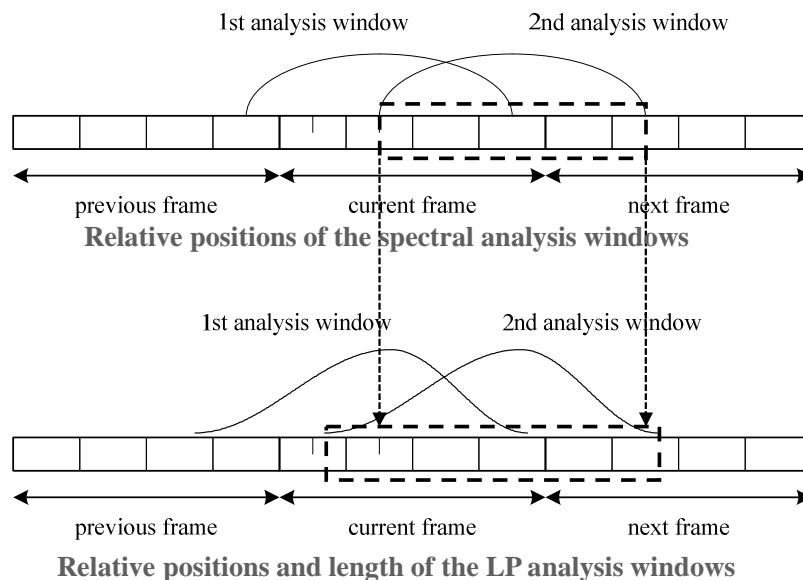 1st analysis window 2nd analysis window
previous frame current frame next frame
Relative positions of the spectral analysis windows
1st analysis window 2nd analysis window
previous frame current frame next frame
Relative positions and length of the LP analysis windows